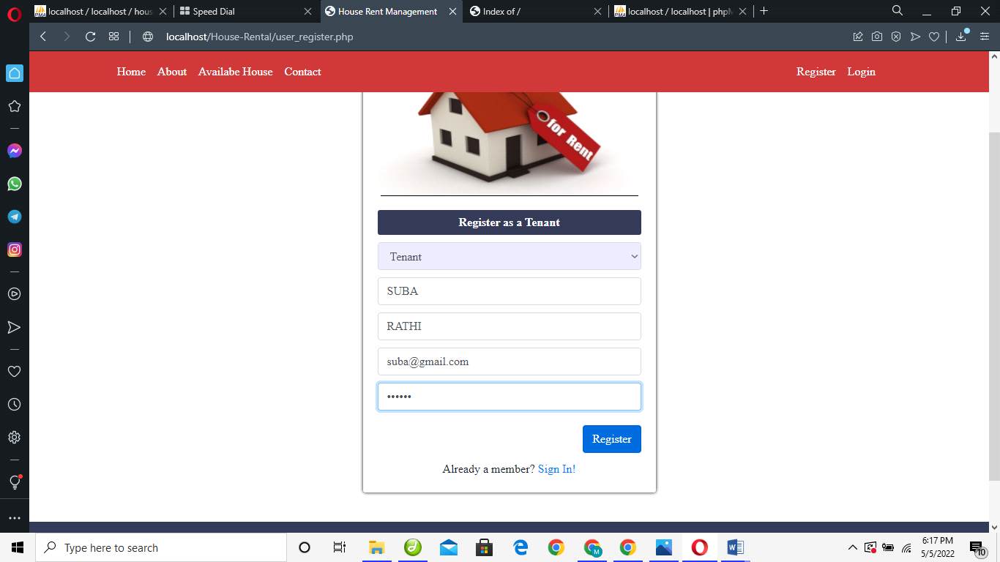 localhost / localhost / hous
Speed Dial
House Rent Management
Index of /
localhost / localhost | phpM
localhost/House-Rental/user_register.php
Home About Availabe House Contact Register Login
for Rent
Register as a Tenant
Tenant
SUBA
RATHI
suba@gmail.com
••••••
Register
Already a member? Sign In!
Type here to search
6:17 PM
5/5/2022
10